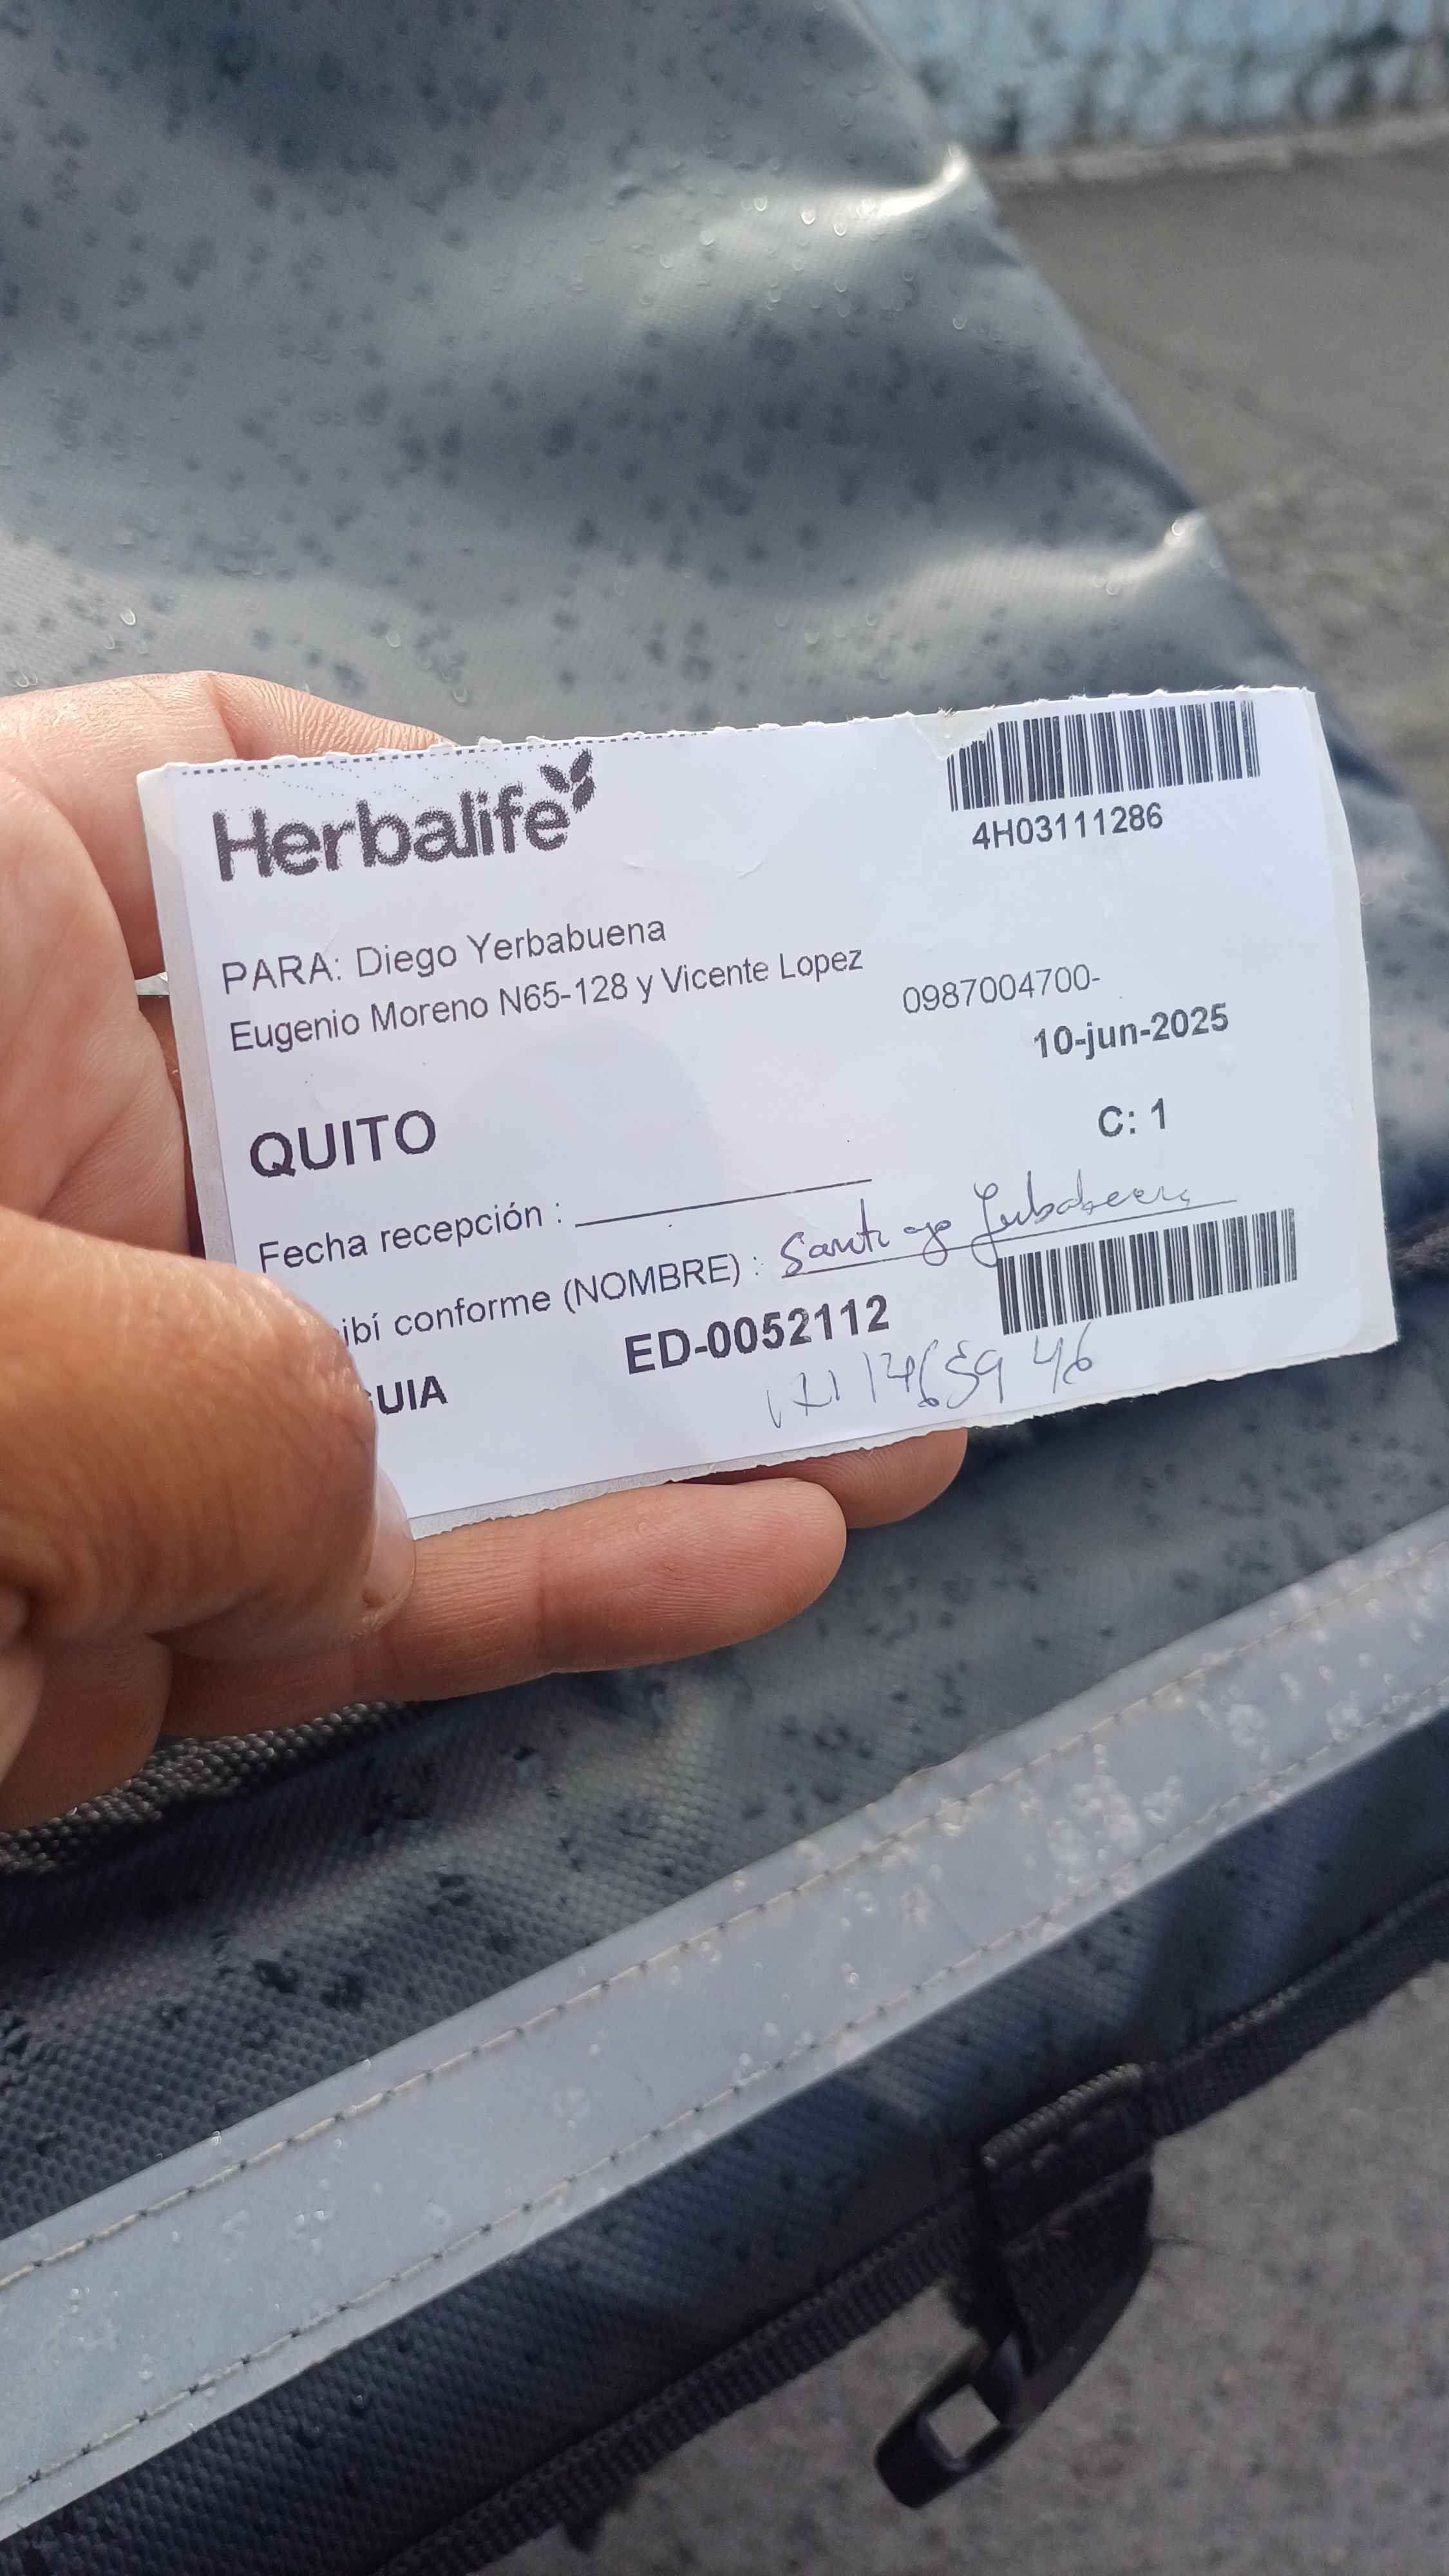 Herbalife
4H03111286
PARA: Diego Yerbabuena
Eugenio Moreno N65-128 y Vicente Lopez
0987004700-
10-jun-2025
QUITO
C: 1
Fecha recepción :
ibí conforme (NOMBRE) : Santiago
UIA
ED-0052112